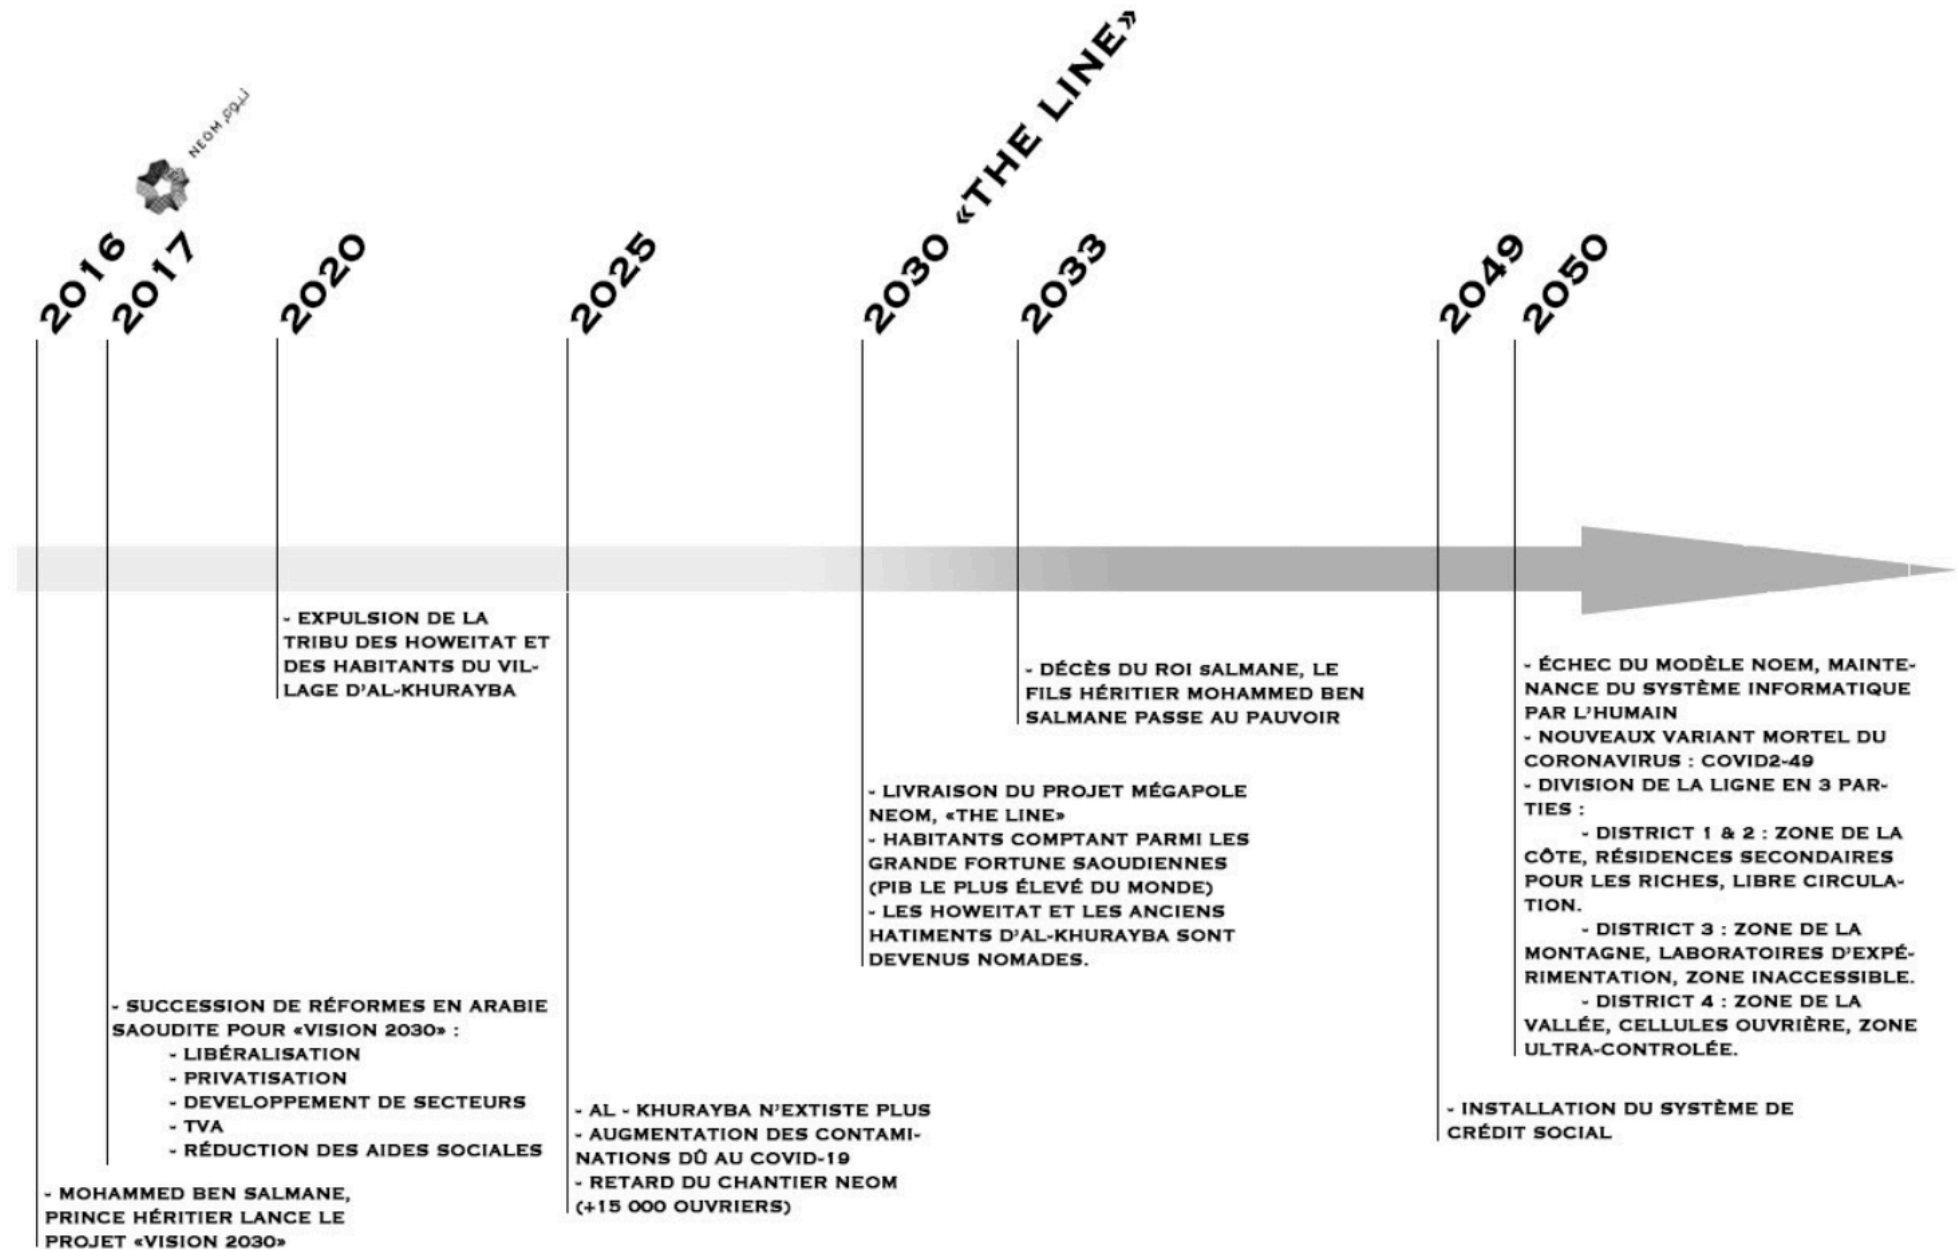 2016
2017
NEOM نيوم
2020
2025
2030 «THE LINE»
2033
2049
2050
- EXPULSION DE LA
TRIBU DES HOWEITAT ET
DES HABITANTS DU VIL-
LAGE D'AL-KHURAYBA
- DÉCÈS DU ROI SALMANE, LE
FILS HÉRITIER MOHAMMED BEN
SALMANE PASSE AU PAUVOIR
- ÉCHEC DU MODÈLE NOEM, MAINTE-
NANCE DU SYSTÈME INFORMATIQUE
PAR L'HUMAIN
- NOUVEAUX VARIANT MORTEL DU
CORONAVIRUS : COVID2-49
- DIVISION DE LA LIGNE EN 3 PAR-
TIES :
- DISTRICT 1 & 2 : ZONE DE LA
CÔTE, RÉSIDENCES SECONDAIRES
POUR LES RICHES, LIBRE CIRCULA-
TION.
- DISTRICT 3 : ZONE DE LA
MONTAGNE, LABORATOIRES D'EXPÉ-
RIMENTATION, ZONE INACCESSIBLE.
- DISTRICT 4 : ZONE DE LA
VALLÉE, CELLULES OUVRIÈRE, ZONE
ULTRA-CONTROLÉE.
- LIVRAISON DU PROJET MÉGAPOLE
NEOM, «THE LINE»
- HABITANTS COMPTANT PARMI LES
GRANDE FORTUNE SAOUDIENNES
(PIB LE PLUS ÉLEVÉ DU MONDE)
- LES HOWEITAT ET LES ANCIENS
HATIMENTS D'AL-KHURAYBA SONT
DEVENUS NOMADES.
- SUCCESSION DE RÉFORMES EN ARABIE
SAOUDITE POUR «VISION 2030» :
- LIBÉRALISATION
- PRIVATISATION
- DEVELOPPEMENT DE SECTEURS
- TVA
- RÉDUCTION DES AIDES SOCIALES
- AL - KHURAYBA N'EXTISTE PLUS
- AUGMENTATION DES CONTAMI-
NATIONS DÛ AU COVID-19
- RETARD DU CHANTIER NEOM
(+15 000 OUVRIERS)
- INSTALLATION DU SYSTÈME DE
CRÉDIT SOCIAL
- MOHAMMED BEN SALMANE,
PRINCE HÉRITIER LANCE LE
PROJET «VISION 2030»